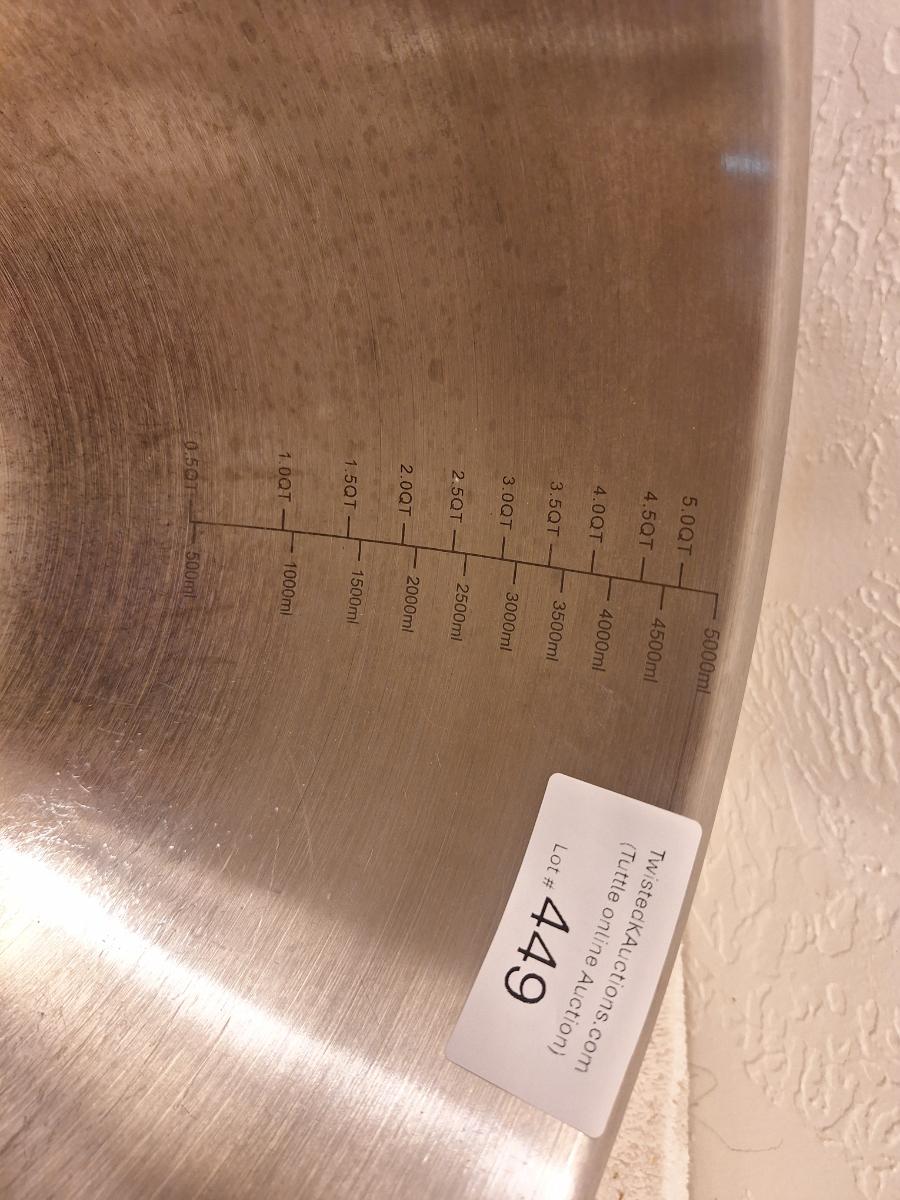 5.0QT
5000ml
4.5QT
4500ml
4.0QT
4000ml
3.5QT
3500ml
3.0QT
3000ml
2.5QT
2500ml
2.0QT
2000ml
1.5QT
1500ml
1.0QT
1000ml
0.5QT
500ml
TwistedKAuctions.com
(Tuttle online Auction)
Lot # 449